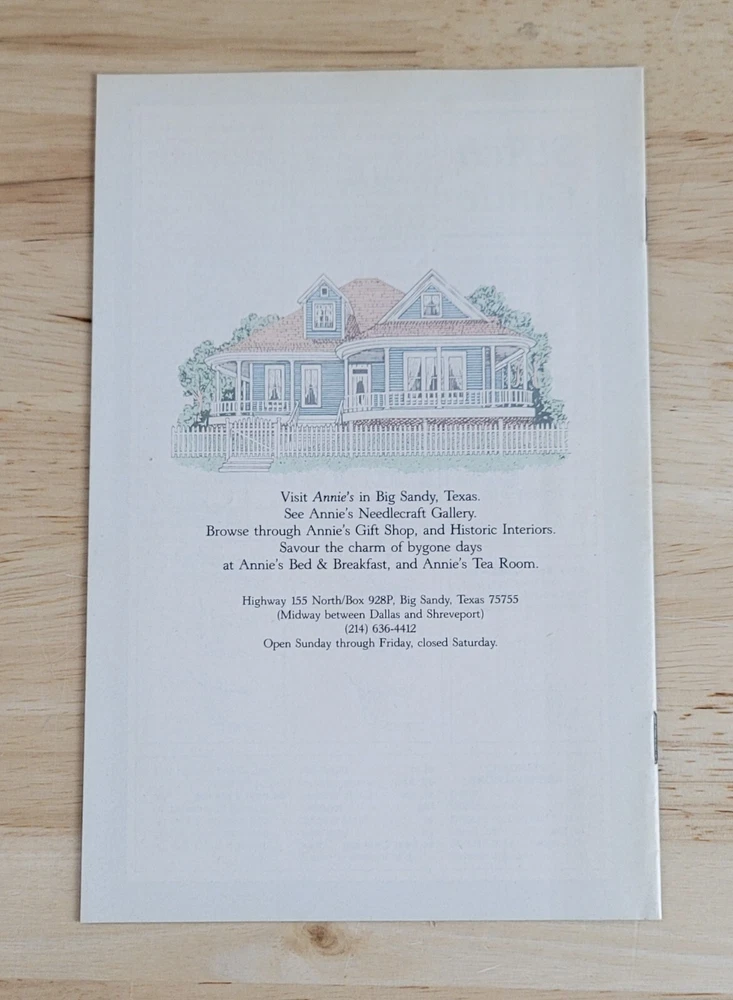 Visit Annie's in Big Sandy, Texas.
See Annie's Needlecraft Gallery.
Browse through Annie's Gift Shop, and Historic Interiors.
Savour the charm of bygone days
at Annie's Bed & Breakfast, and Annie's Tea Room.
Highway 155 North/Box 928P, Big Sandy, Texas 75755
(Midway between Dallas and Shreveport)
(214) 636-4412
Open Sunday through Friday, closed Saturday.